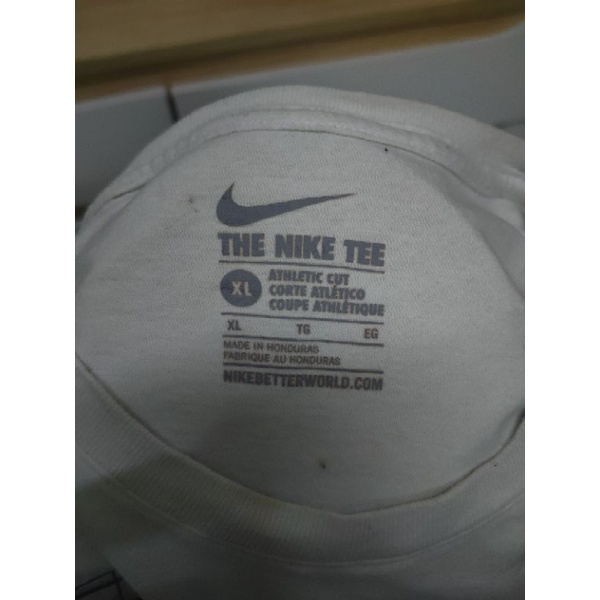 THE NIKE TEE
XL
ATHLETIC CUT
CORTE ATLÉTICO
COUPE ATHLÉTIQUE
XL TG EG
MADE IN HONDURAS
FABRIQUE AU HONDURAS
NIKEBETTERWORLD.COM